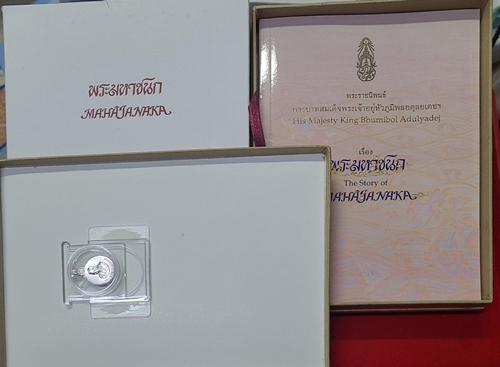 พระมหาชนก
MAHAJANAKA
พระราชนิพนธ์
พระบาทสมเด็จพระเจ้าอยู่หัวภูมิพลอดุลยเดชฯ
His Majesty King Bhumibol Adulyadej
เรื่อง
พระมหาชนก
The Story of
MAHAJANAKA